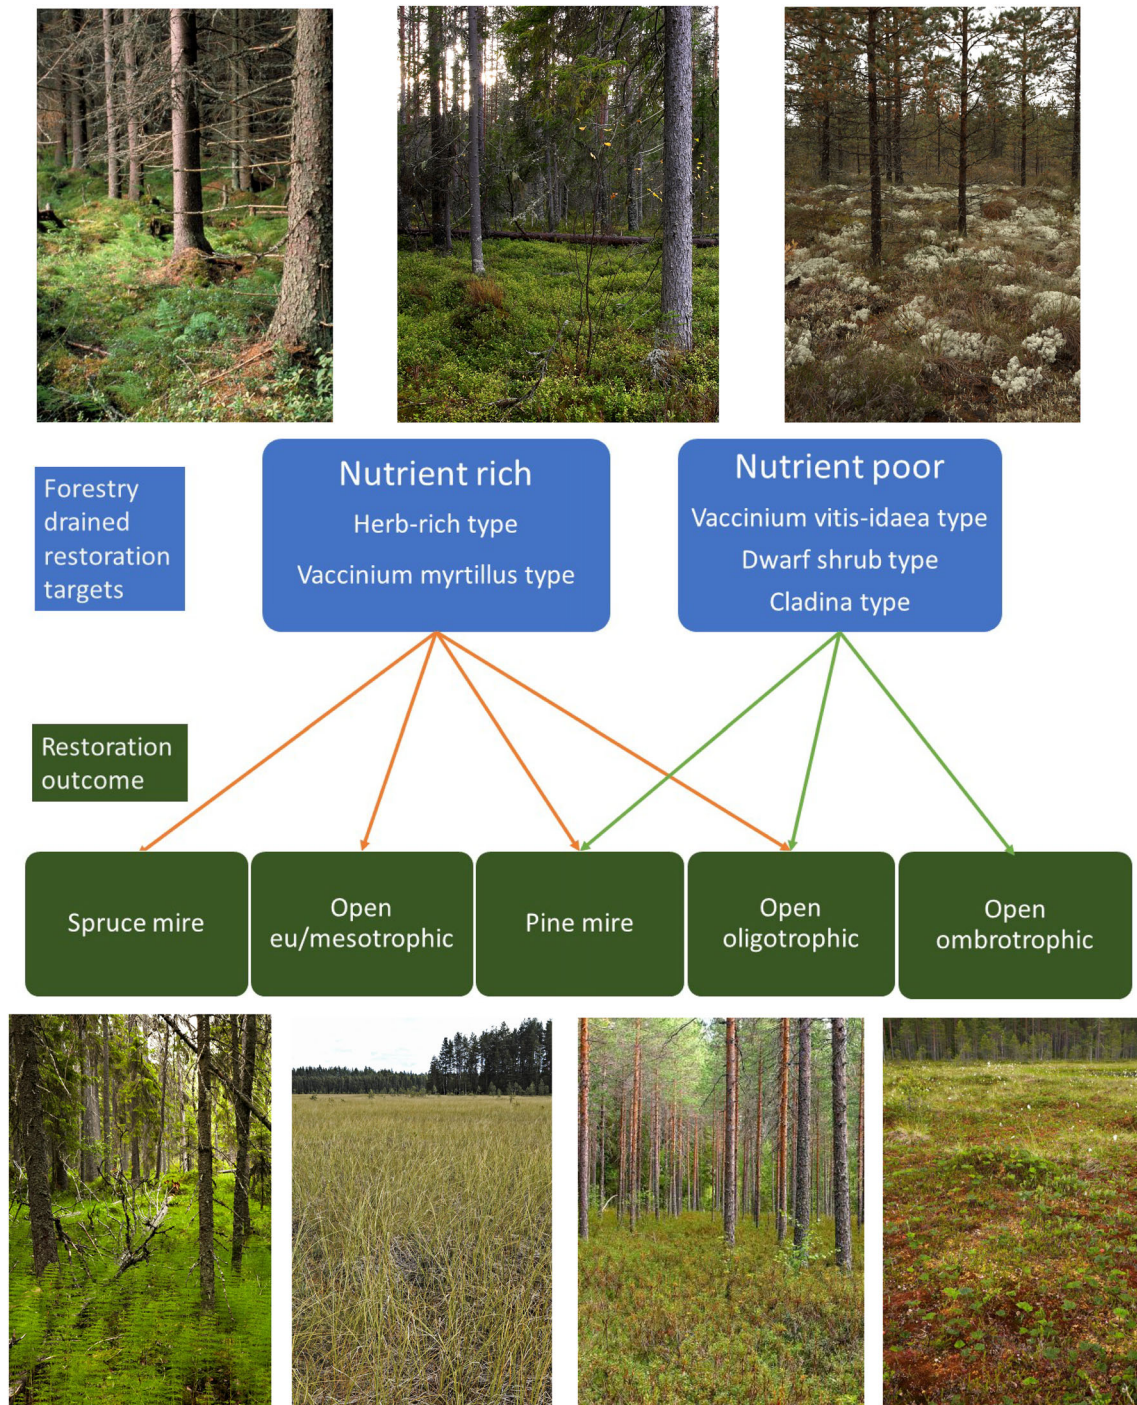 Forestry
drained
restoration
targets
Nutrient rich
Herb-rich type
Vaccinium myrtillus type
Nutrient poor
Vaccinium vitis-idaea type
Dwarf shrub type
Cladina type
Restoration
outcome
Spruce mire
Open
eu/mesotrophic
Pine mire
Open
oligotrophic
Open
ombrotrophic